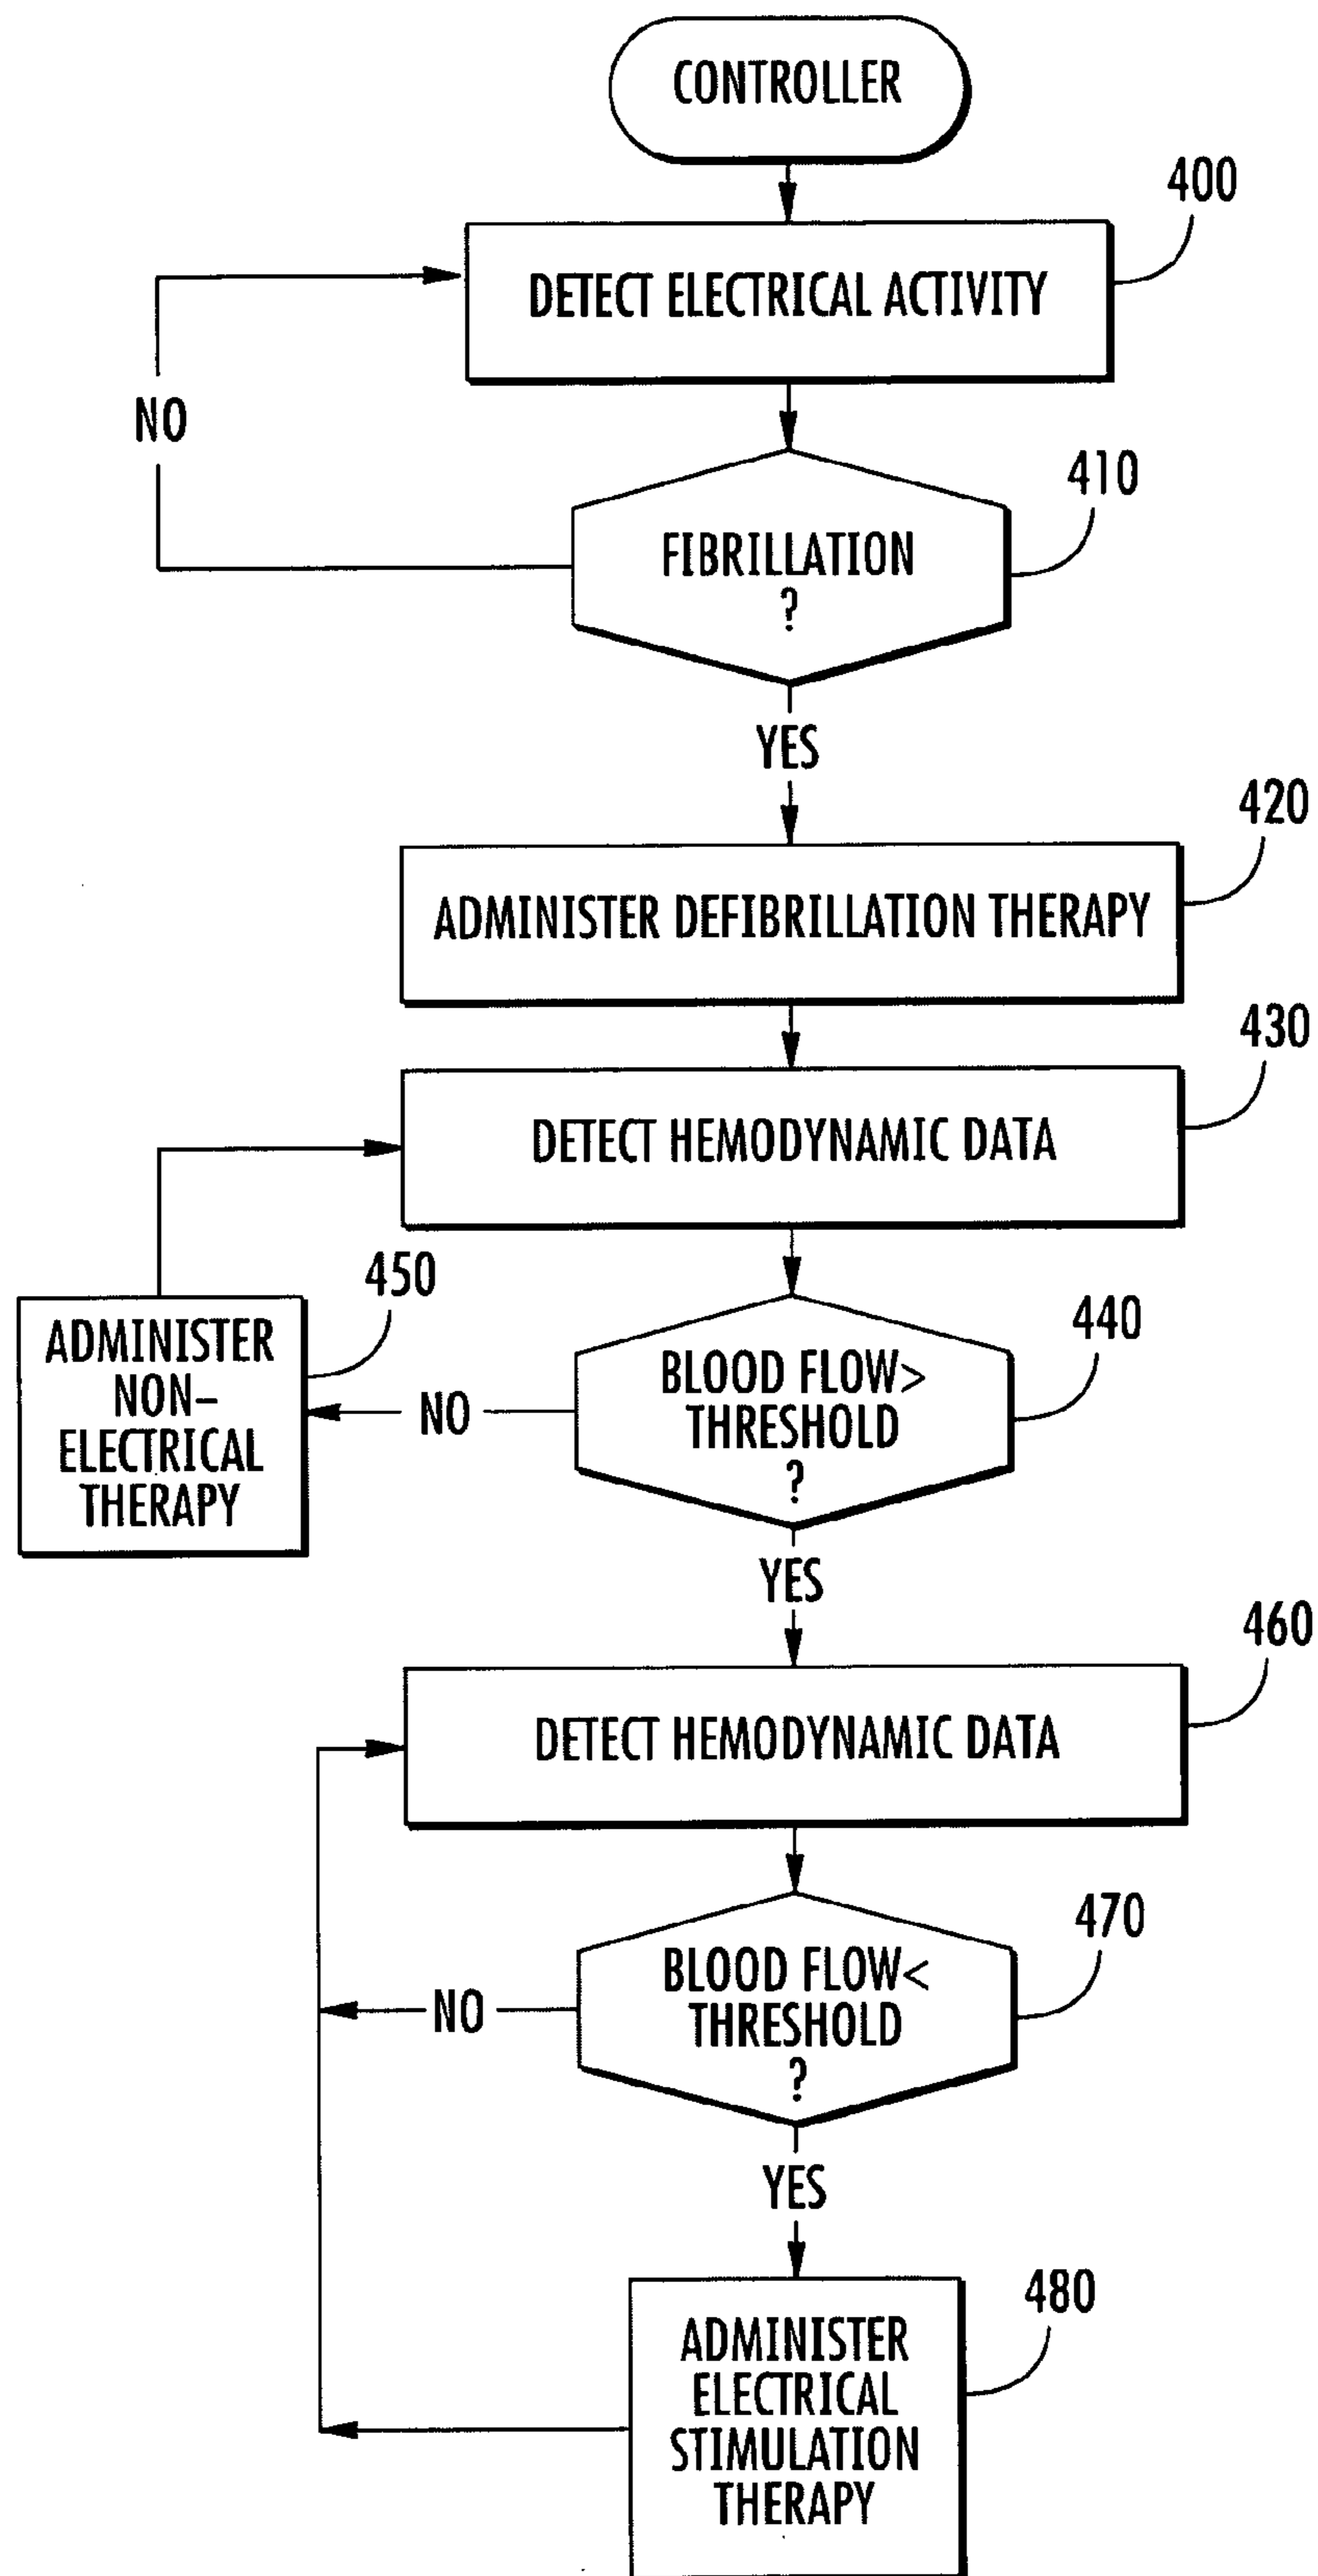 CONTROLLER
400
DETECT ELECTRICAL ACTIVITY
NO
410
FIBRILLATION
?
YES
420
ADMINISTER DEFIBRILLATION THERAPY
430
DETECT HEMODYNAMIC DATA
450
ADMINISTER
NON-
ELECTRICAL
THERAPY
NO
440
BLOOD FLOW>
THRESHOLD
?
YES
460
DETECT HEMODYNAMIC DATA
470
BLOOD FLOW<
THRESHOLD
?
NO
YES
480
ADMINISTER
ELECTRICAL
STIMULATION
THERAPY